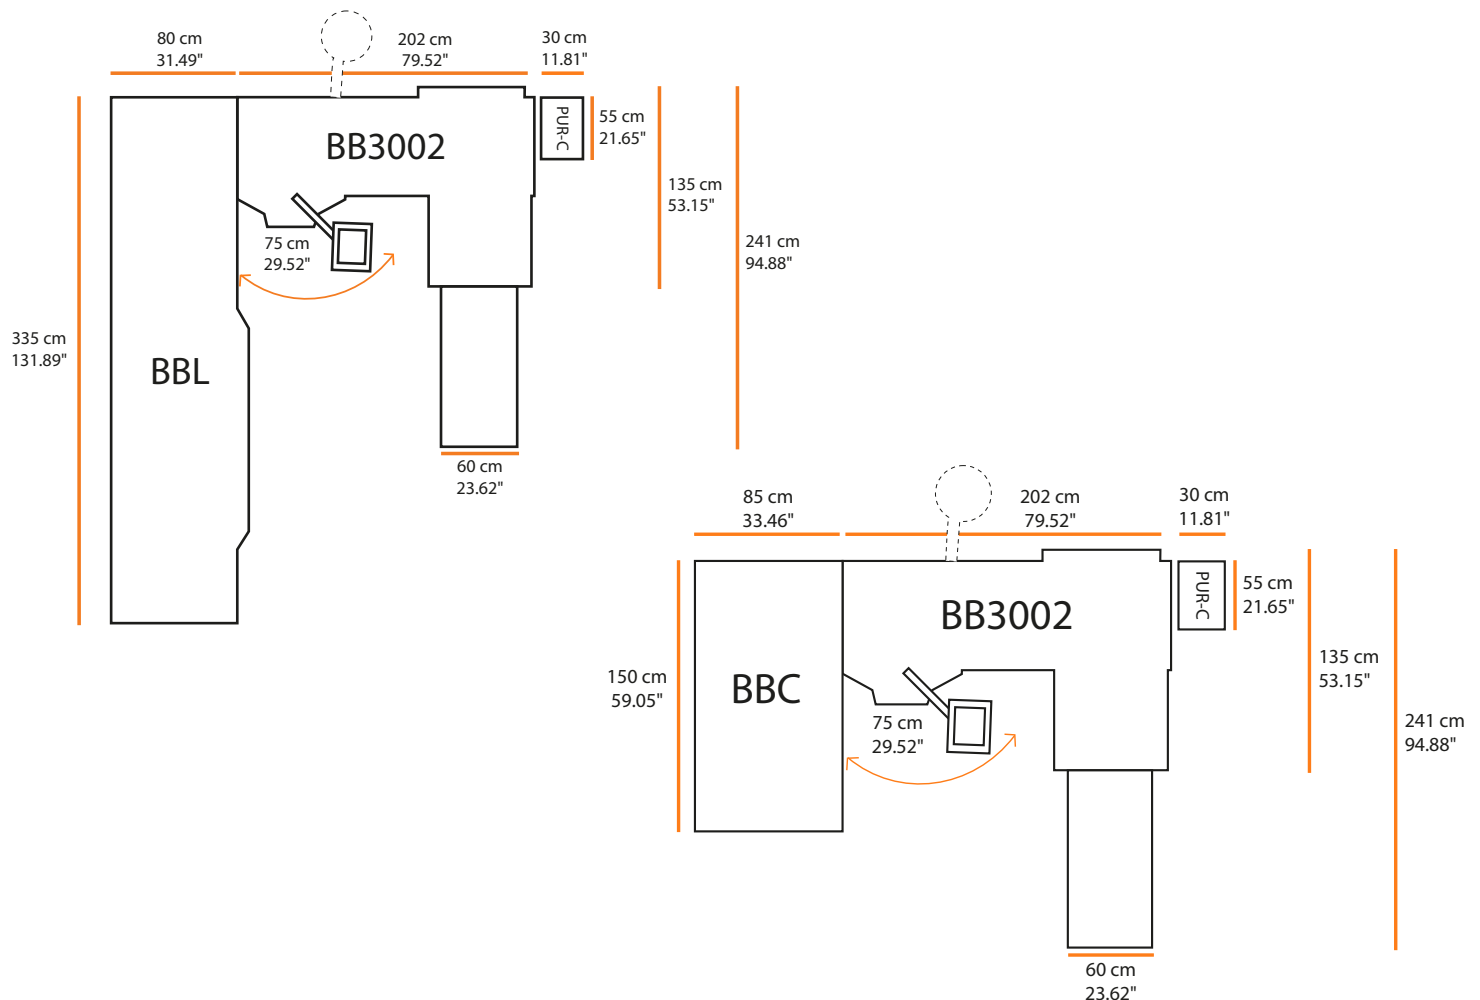 80 cm
31.49"
202 cm
79.52"
30 cm
11.81"
PUR-C
55 cm
21.65"
BB3002
135 cm
53.15"
75 cm
29.52"
241 cm
94.88"
335 cm
131.89"
BBL
60 cm
23.62"
85 cm
33.46"
202 cm
79.52"
30 cm
11.81"
PUR-C
55 cm
21.65"
BB3002
135 cm
53.15"
150 cm
59.05"
BBC
75 cm
29.52"
241 cm
94.88"
60 cm
23.62"